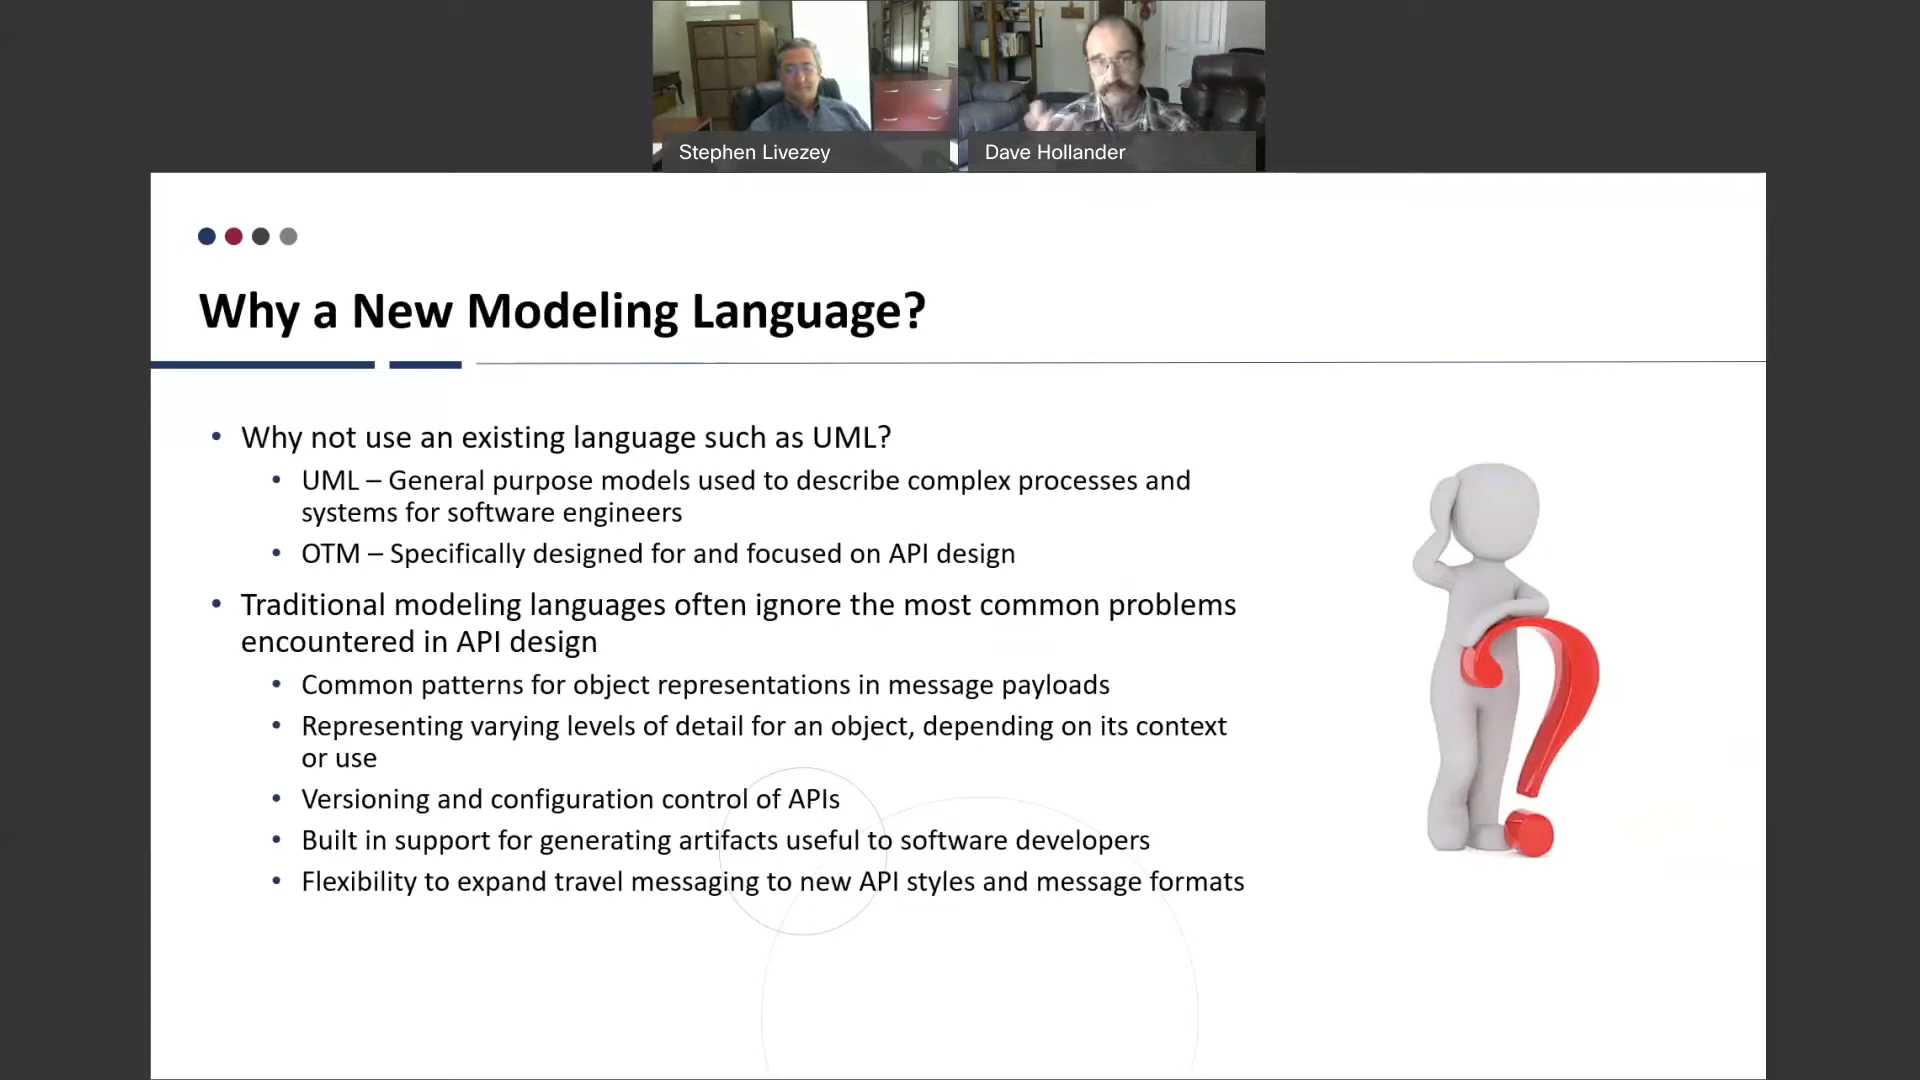 Stephen Livezey
Dave Hollander
Why a New Modeling Language?
• Why not use an existing language such as UML?
• UML – General purpose models used to describe complex processes and
systems for software engineers
• OTM – Specifically designed for and focused on API design
• Traditional modeling languages often ignore the most common problems
encountered in API design
• Common patterns for object representations in message payloads
• Representing varying levels of detail for an object, depending on its context
or use
• Versioning and configuration control of APIs
• Built in support for generating artifacts useful to software developers
• Flexibility to expand travel messaging to new API styles and message formats
?